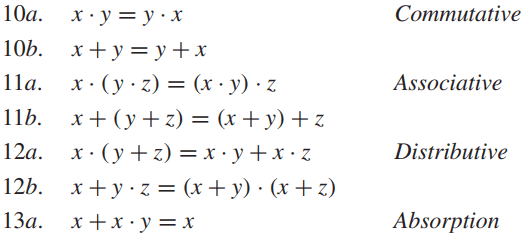 10a. x · y = y · x Commutative
10b. x + y = y + x
11a. x · (y · z) = (x · y) · z Associative
11b. x + (y + z) = (x + y) + z
12a. x · (y + z) = x · y + x · z Distributive
12b. x + y · z = (x + y) · (x + z)
13a. x + x · y = x Absorption